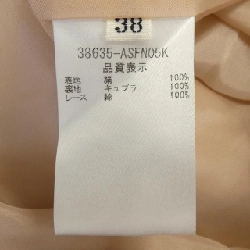 38
38635-ASFN05K
品質表示
表地 絹 100%
裏地 キュプラ 100%
レース 綿 100%